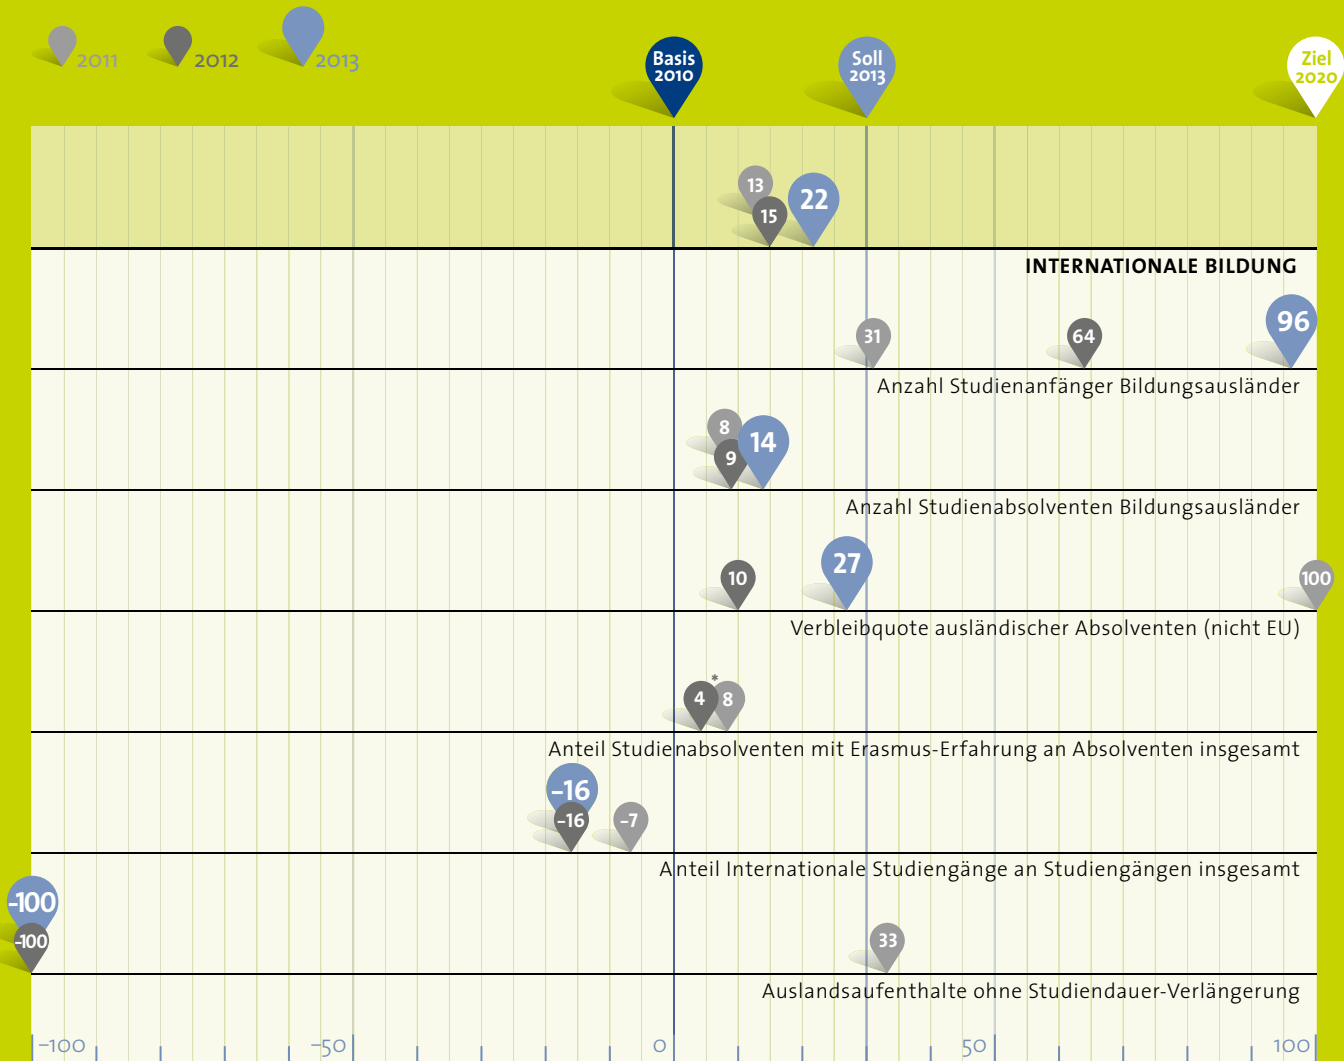 2011 2012 2013
Basis
2010
Soll
2013
Ziel
2020
13
15
22
INTERNATIONALE BILDUNG
31 64 96
Anzahl Studienanfänger Bildungsausländer
8
9
14
Anzahl Studienabsolventen Bildungsausländer
10 27 100
Verbleibquote ausländischer Absolventen (nicht EU)
4 * 8
Anteil Studienabsolventen mit Erasmus-Erfahrung an Absolventen insgesamt
–16
–16 –7
Anteil Internationale Studiengänge an Studiengängen insgesamt
-100
-100 33
Auslandsaufenthalte ohne Studiendauer-Verlängerung
–100 –50 0 50 100